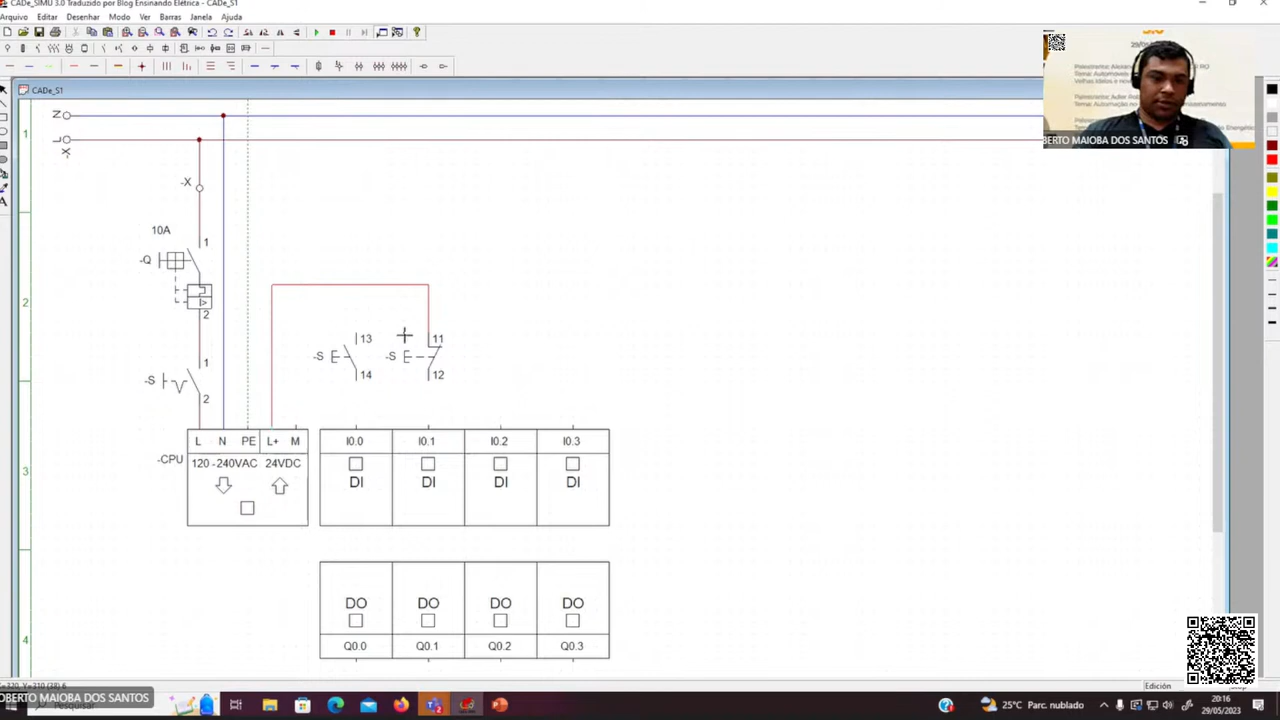 CADe_SIMU 3.0 Traduzido por Blog Ensinando Elétrica - CADe_S1
Arquivo Editar Desenhar Modo Ver Barras Janela Ajuda
CADe_S1
N
L
X
1
2
3
4
-X
10A
-Q
1
2
-S
1
2
-S
13
14
-S
11
12
L N PE L+ M
-CPU
120 -240VAC 24VDC
I0.0 I0.1 I0.2 I0.3
DI DI DI DI
DO DO DO DO
Q0.0 Q0.1 Q0.2 Q0.3
OBERTO MAIOBA DOS SANTOS
Edición
OBERTO MAIOBA DOS SANTOS
Pesquisar
25°C Parc. nublado
20:16
29/05/2023